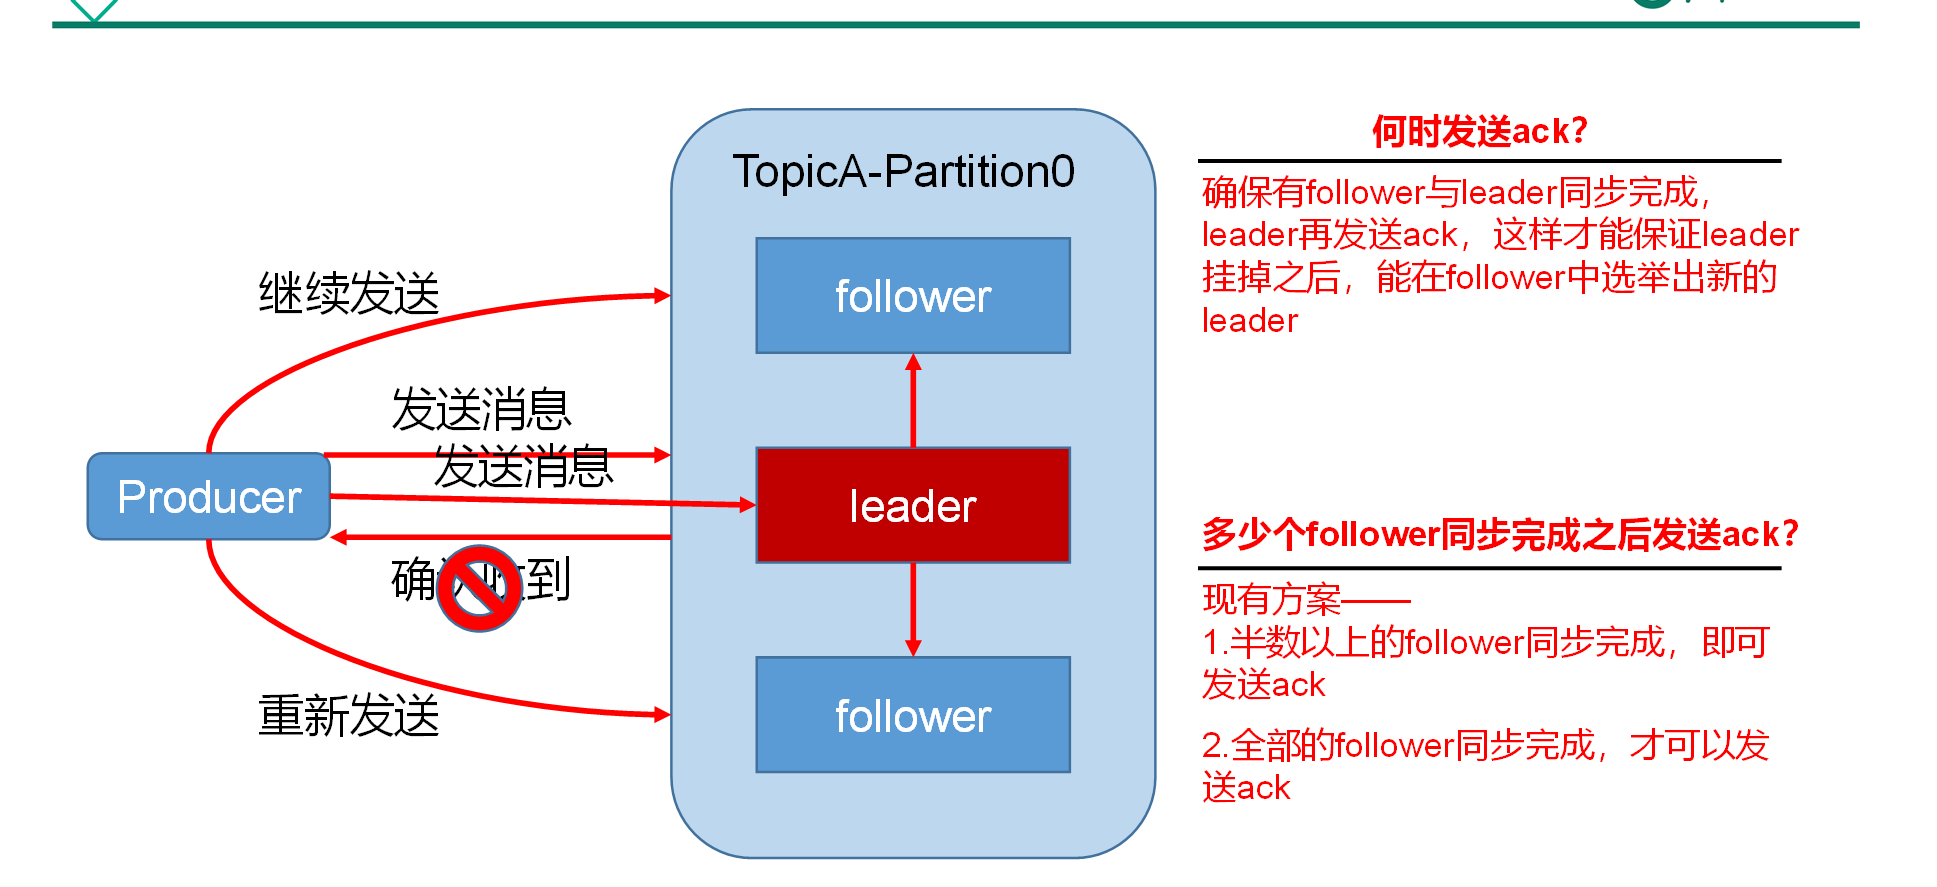 TopicA-Partition0
继续发送
follower
发送消息
发送消息
Producer
leader
确认收到
重新发送
follower
何时发送ack?
确保有follower与leader同步完成，
leader再发送ack，这样才能保证leader
挂掉之后，能在follower中选举出新的
leader
多少个follower同步完成之后发送ack?
现有方案——
1.半数以上的follower同步完成，即可
发送ack
2.全部的follower同步完成，才可以发
送ack